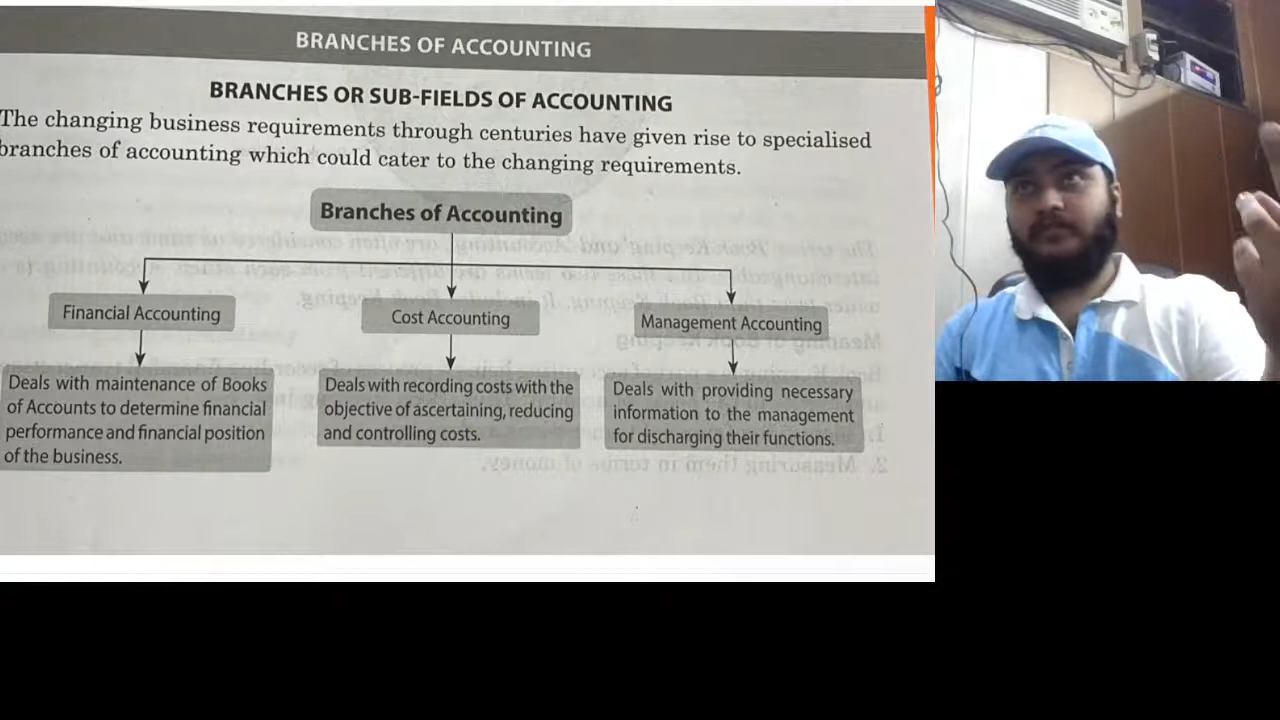 BRANCHES OF ACCOUNTING
BRANCHES OR SUB-FIELDS OF ACCOUNTING
The changing business requirements through centuries have given rise to specialised
branches of accounting which could cater to the changing requirements.
Branches of Accounting
Financial Accounting
Cost Accounting
Management Accounting
Deals with maintenance of Books
of Accounts to determine financial
performance and financial position
of the business.
Deals with recording costs with the
objective of ascertaining, reducing
and controlling costs.
Deals with providing necessary
information to the management
for discharging their functions.